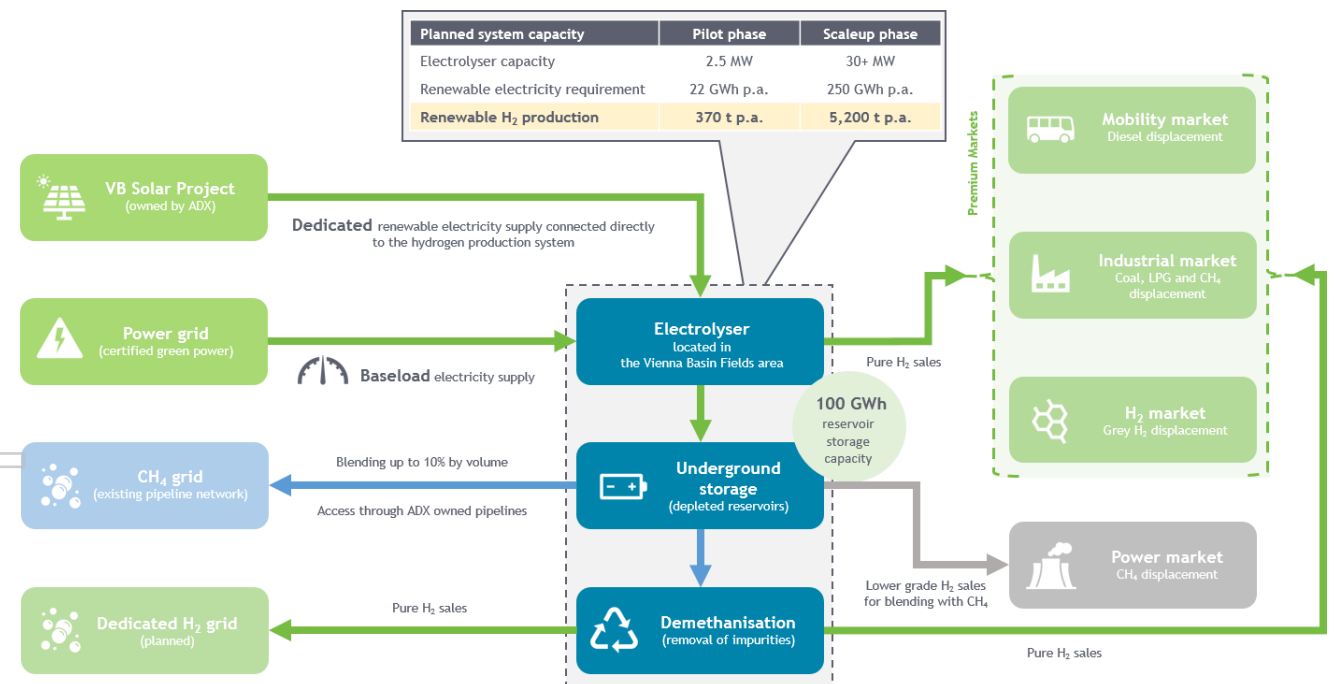 Planned system capacity Pilot phase Scaleup phase
Electrolyser capacity 2.5 MW 30+ MW
Renewable electricity requirement 22 GWh p.a. 250 GWh p.a.
Renewable H₂ production 370 t p.a. 5,200 t p.a.
VB Solar Project
(owned by ADX)
Dedicated renewable electricity supply connected directly
to the hydrogen production system
Power grid
(certified green power)
Baseload electricity supply
CH₄ grid
(existing pipeline network)
Blending up to 10% by volume
Access through ADX owned pipelines
Dedicated H₂ grid
(planned)
Pure H₂ sales
Electrolyser
located in
the Vienna Basin Fields area
100 GWh
reservoir
storage
capacity
Underground
storage
(depleted reservoirs)
Demethanisation
(removal of impurities)
Pure H₂ sales
Lower grade H₂ sales
for blending with CH₄
Pure H₂ sales
Premium Markets
Mobility market
Diesel displacement
Industrial market
Coal, LPG and CH₄
displacement
H₂ market
Grey H₂ displacement
Power market
CH₄ displacement